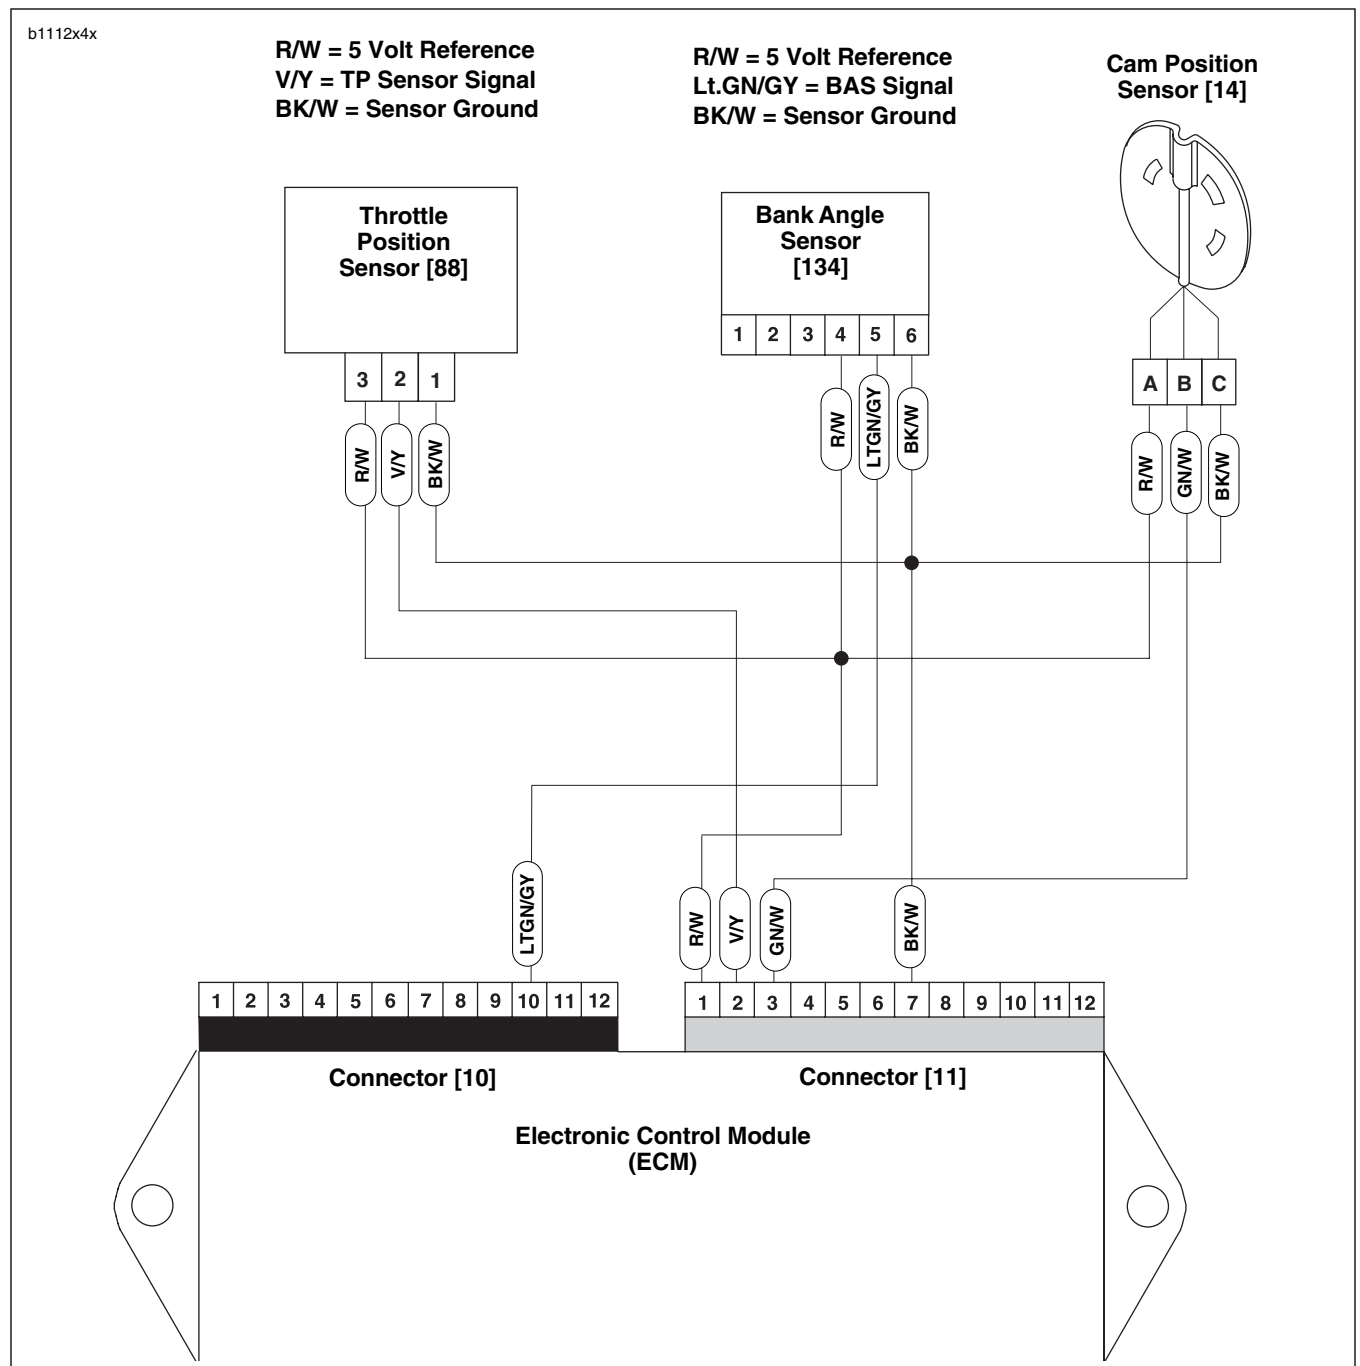 b1112x4x
R/W = 5 Volt Reference
V/Y = TP Sensor Signal
BK/W = Sensor Ground
R/W = 5 Volt Reference
Lt.GN/GY = BAS Signal
BK/W = Sensor Ground
Cam Position
Sensor [14]
Throttle
Position
Sensor [88]
3 2 1
R/W V/Y BK/W
Bank Angle
Sensor
[134]
1 2 3 4 5 6
R/W LTGN/GY BK/W
A B C
R/W GN/W BK/W
LTGN/GY
R/W V/Y GN/W BK/W
1 2 3 4 5 6 7 8 9 10 11 12
1 2 3 4 5 6 7 8 9 10 11 12
Connector [10]
Connector [11]
Electronic Control Module
(ECM)